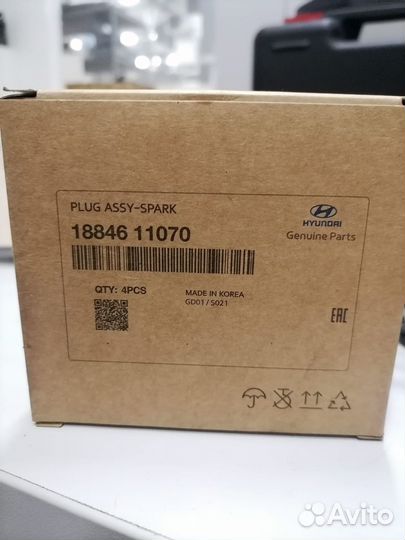 PLUG ASSY-SPARK
18846 11070
HYUNDAI
Genuine Parts
QTY: 4PCS
MADE IN KOREA
GD01 / S021
EAC
Avito